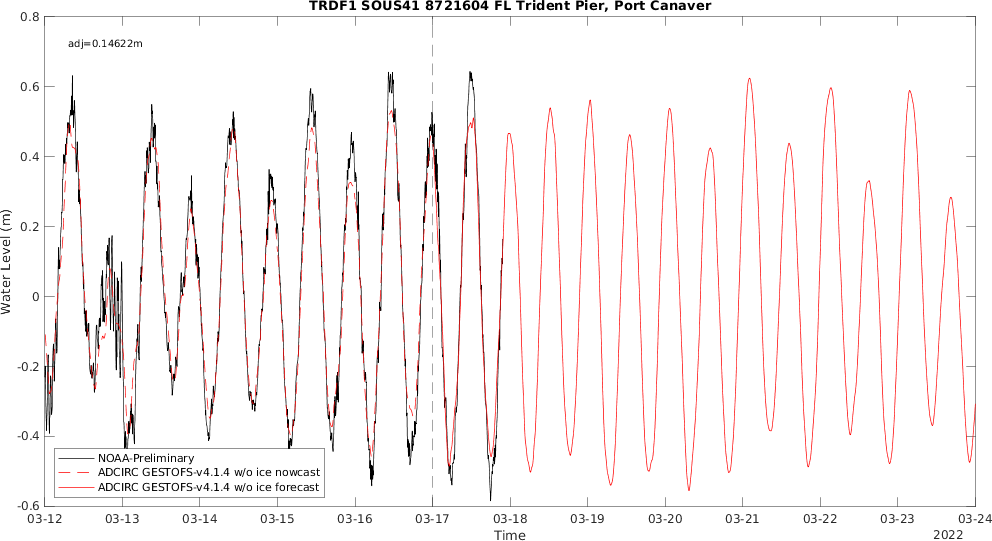 TRDF1 SOUS41 8721604 FL Trident Pier, Port Canaver
adj=0.14622m
0.8
0.6
0.4
0.2
0
-0.2
-0.4
-0.6
Water Level (m)
NOAA-Preliminary
ADCIRC GESTOFS-v4.1.4 w/o ice nowcast
ADCIRC GESTOFS-v4.1.4 w/o ice forecast
03-12 03-13 03-14 03-15 03-16 03-17 03-18 03-19 03-20 03-21 03-22 03-23 03-24
Time
2022